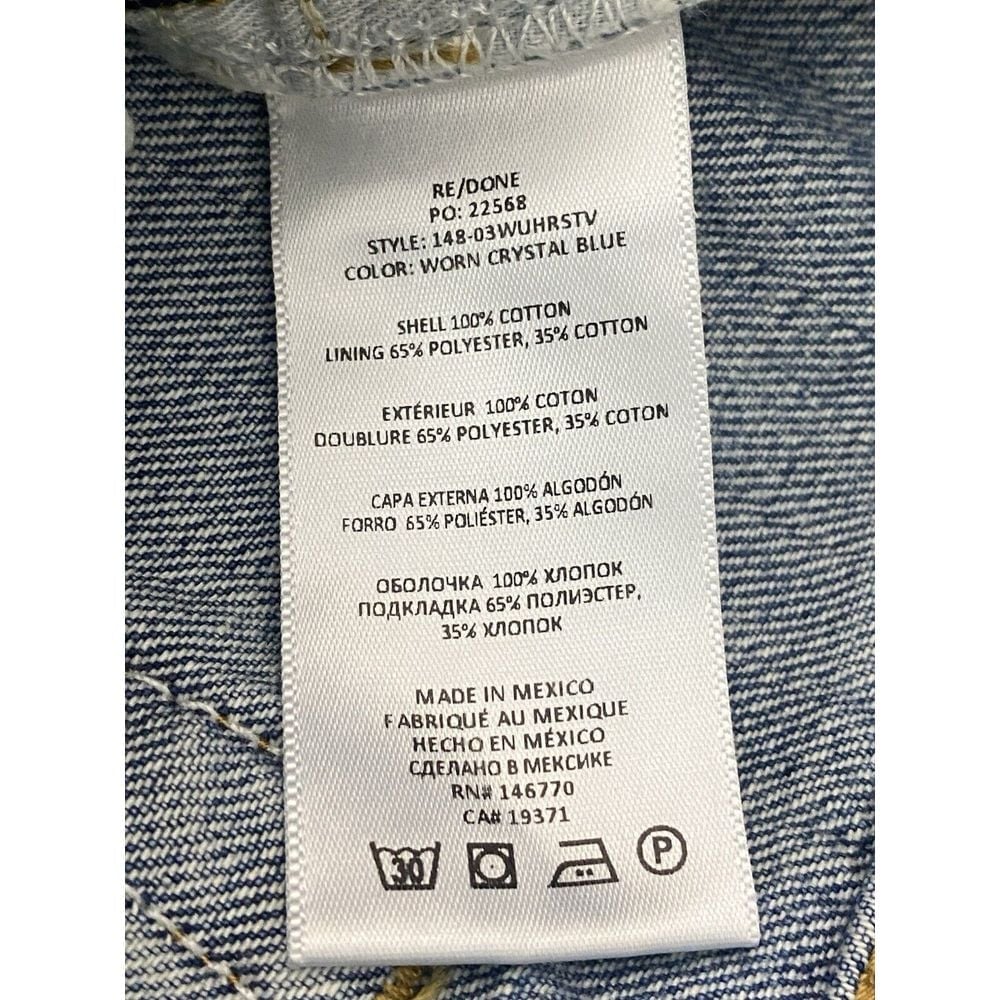 RE/DONE
PO: 22568
STYLE: 148-03WUHRSTV
COLOR: WORN CRYSTAL BLUE
SHELL 100% COTTON
LINING 65% POLYESTER, 35% COTTON
EXTÉRIEUR 100% COTON
DOUBLURE 65% POLYESTER, 35% COTON
CAPA EXTERNA 100% ALGODÓN
FORRO 65% POLIÉSTER, 35% ALGODÓN
ОБОЛОЧКА 100% ХЛОПОК
ПОДКЛАДКА 65% ПОЛИЭСТЕР,
35% ХЛОПОК
MADE IN MEXICO
FABRIQUÉ AU MEXIQUE
HECHO EN MÉXICO
СДЕЛАНО В МЕКСИКЕ
RN# 146770
CA# 19371
30 P